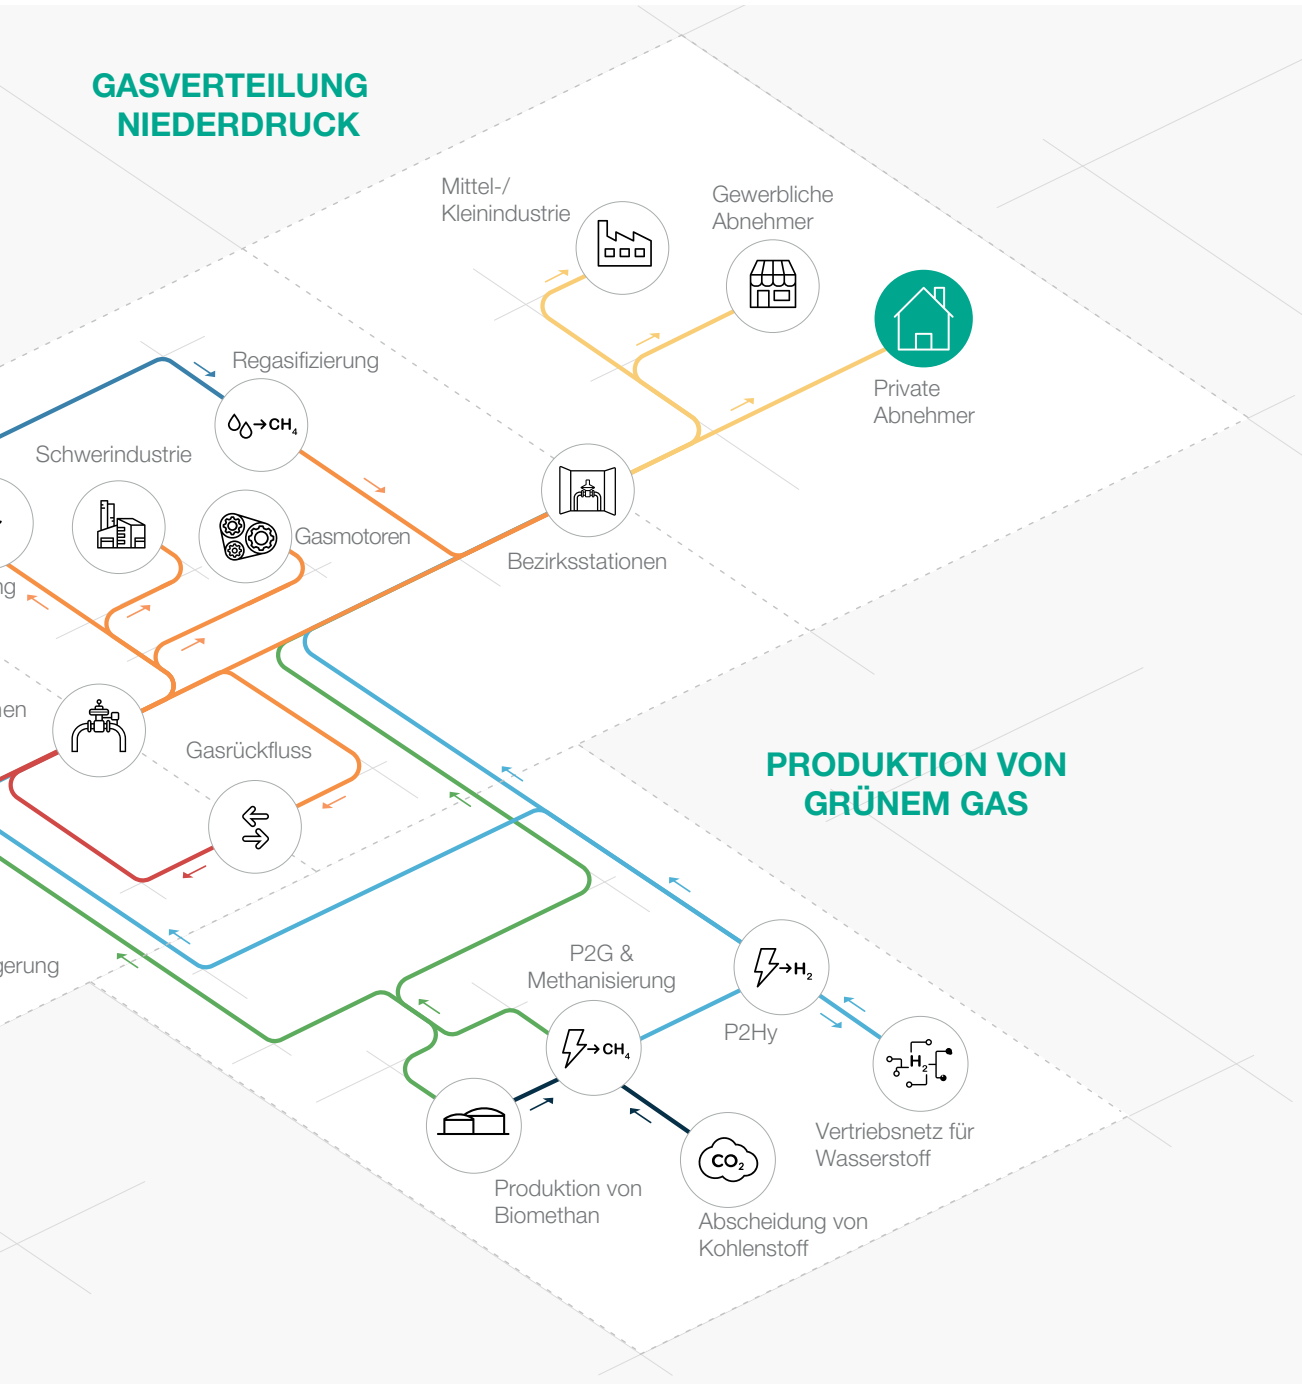 GASVERTEILUNG
NIEDERDRUCK
Mittel-/
Kleinindustrie
Gewerbliche
Abnehmer
Private
Abnehmer
Regasifizierung
→CH₄
Schwerindustrie
Gasmotoren
Bezirksstationen
Gasrückfluss
PRODUKTION VON
GRÜNEM GAS
P2G &
Methanisierung
→CH₄
→H₂
P2Hy
H₂
Vertriebsnetz für
Wasserstoff
CO₂
Produktion von
Biomethan
Abscheidung von
Kohlenstoff